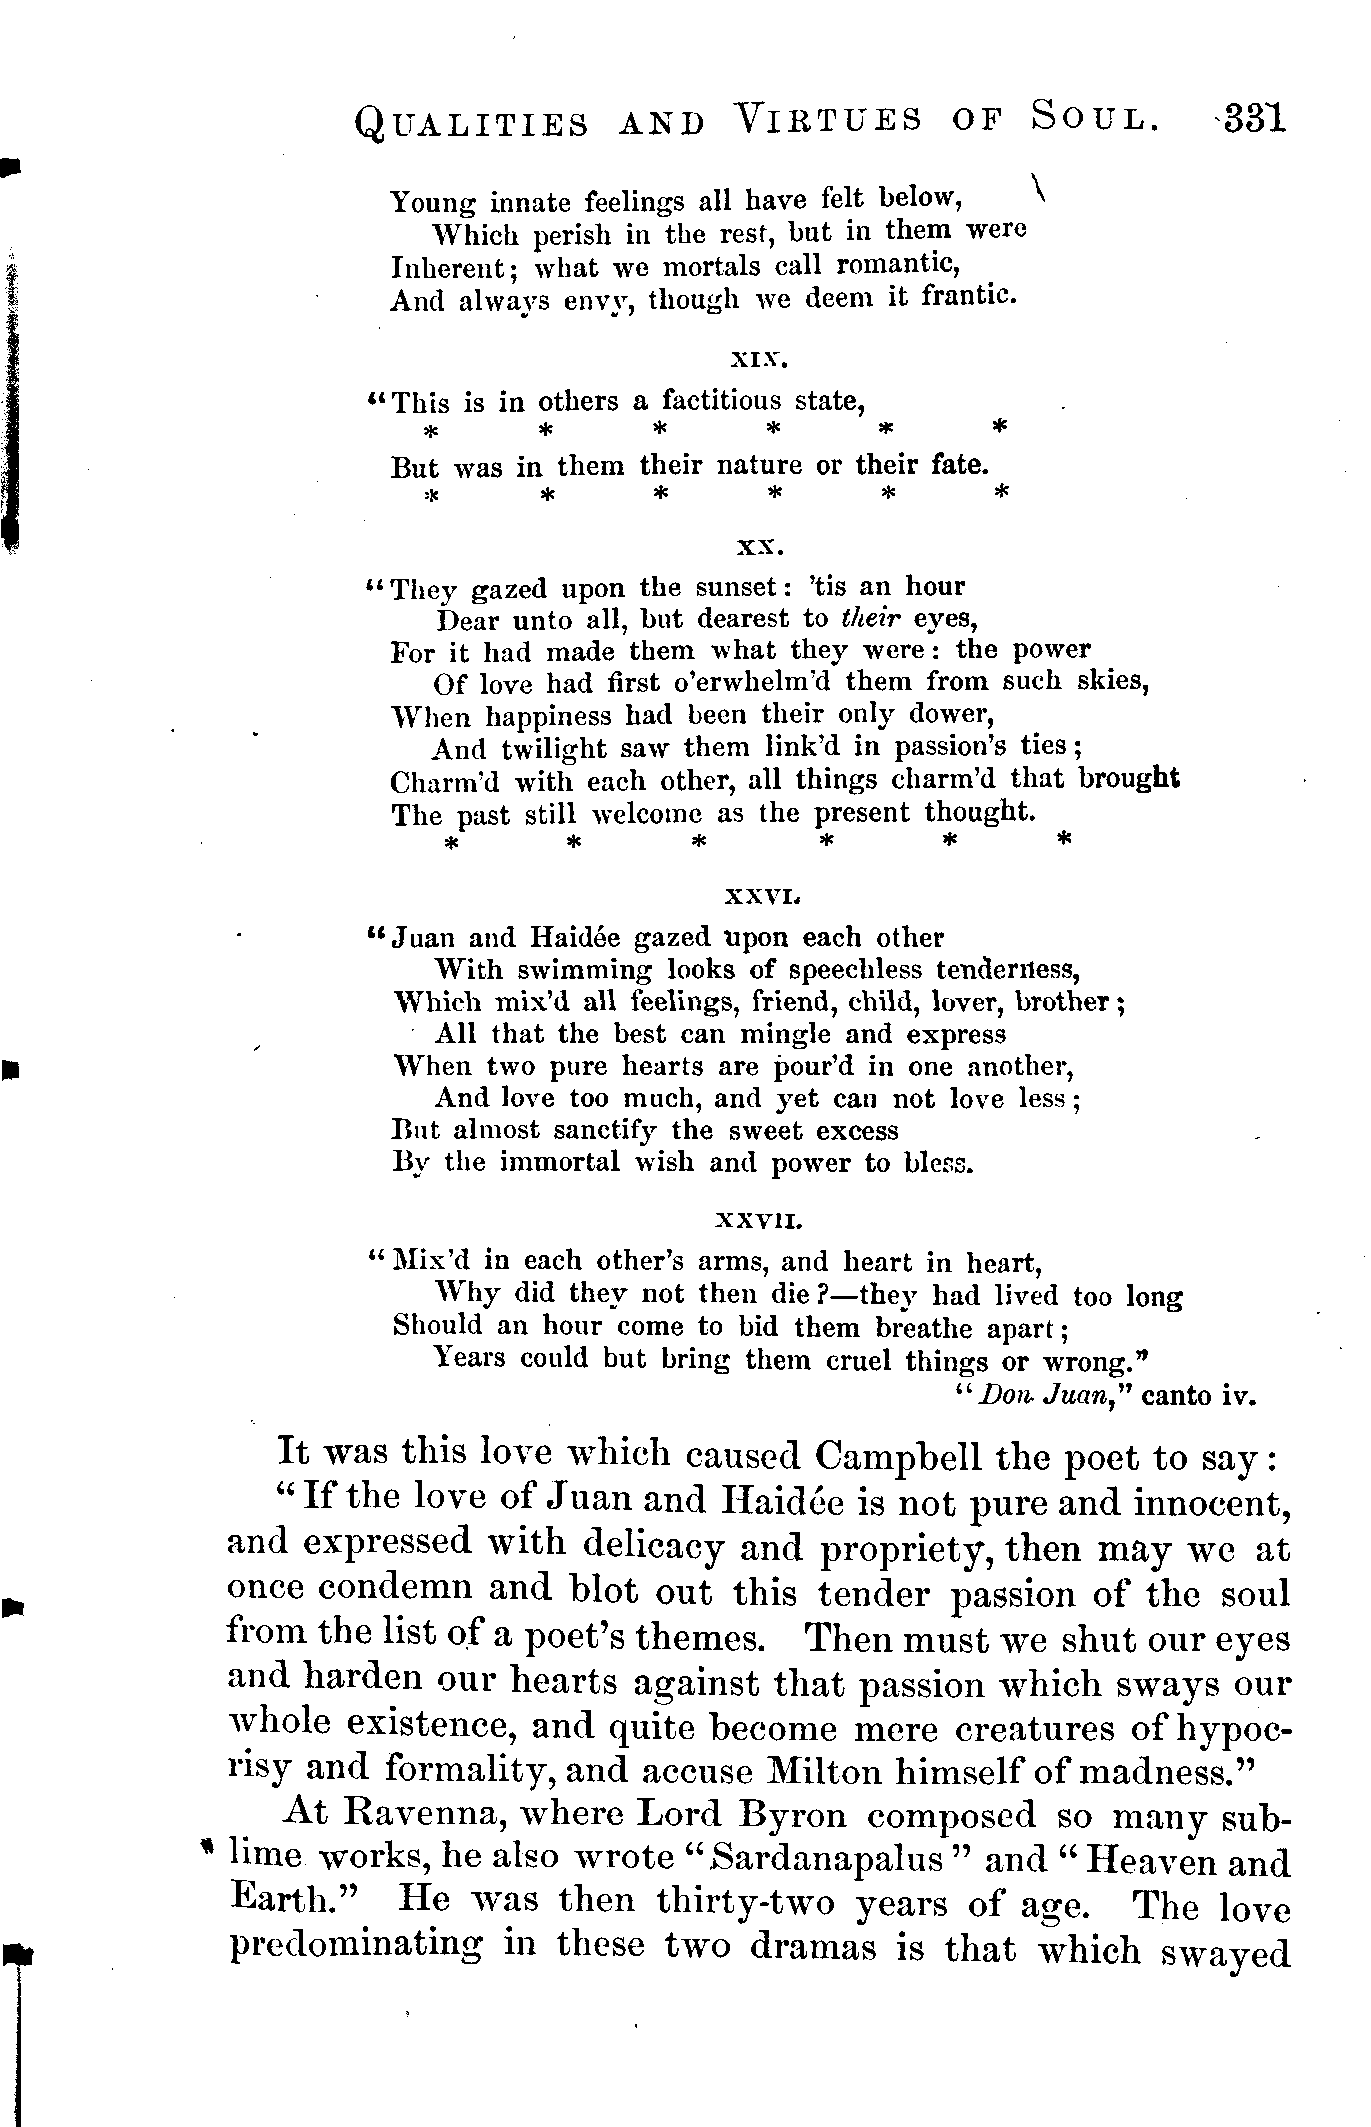 QUALITIES AND VIRTUES OF SOUL. 331
Young innate feelings all have felt below,
Which perish in the rest, but in them were
Inherent; what we mortals call romantic,
And always envy, though we deem it frantic.
XIX.
“This is in others a factitious state,
* * * * * *
But was in them their nature or their fate.
* * * * * *
XX.
“They gazed upon the sunset: ’tis an hour
Dear unto all, but dearest to their eyes,
For it had made them what they were: the power
Of love had first o’erwhelm’d them from such skies,
When happiness had been their only dower,
And twilight saw them link’d in passion’s ties;
Charm’d with each other, all things charm’d that brought
The past still welcome as the present thought.
* * * * * *
XXVI.
“Juan and Haidée gazed upon each other
With swimming looks of speechless tenderness,
Which mix’d all feelings, friend, child, lover, brother;
All that the best can mingle and express
When two pure hearts are pour’d in one another,
And love too much, and yet can not love less;
But almost sanctify the sweet excess
By the immortal wish and power to bless.
XXVII.
“Mix’d in each other’s arms, and heart in heart,
Why did they not then die?—they had lived too long
Should an hour come to bid them breathe apart;
Years could but bring them cruel things or wrong.”
“Don Juan,” canto iv.
It was this love which caused Campbell the poet to say:
“If the love of Juan and Haidée is not pure and innocent,
and expressed with delicacy and propriety, then may we at
once condemn and blot out this tender passion of the soul
from the list of a poet’s themes. Then must we shut our eyes
and harden our hearts against that passion which sways our
whole existence, and quite become mere creatures of hypoc-
risy and formality, and accuse Milton himself of madness.”
At Ravenna, where Lord Byron composed so many sub-
lime works, he also wrote “Sardanapalus” and “Heaven and
Earth.” He was then thirty-two years of age. The love
predominating in these two dramas is that which swayed